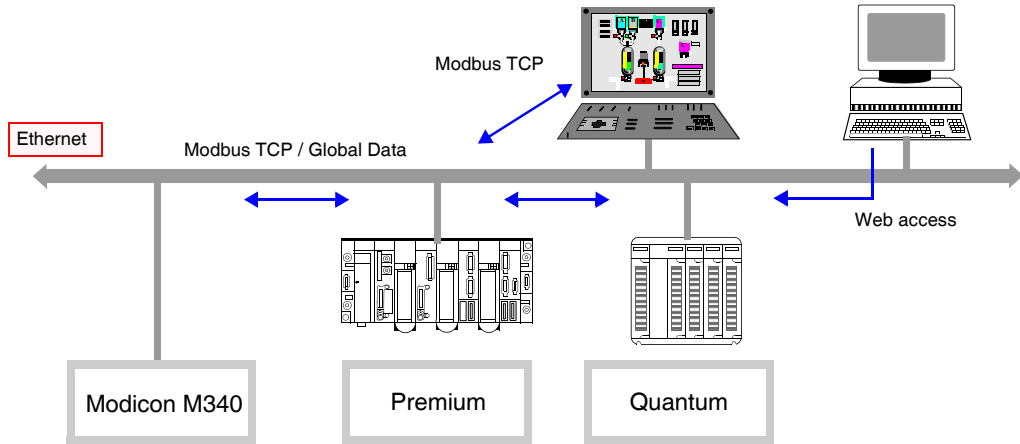 Modbus TCP
Ethernet
Modbus TCP / Global Data
Web access
Modicon M340
Premium
Quantum